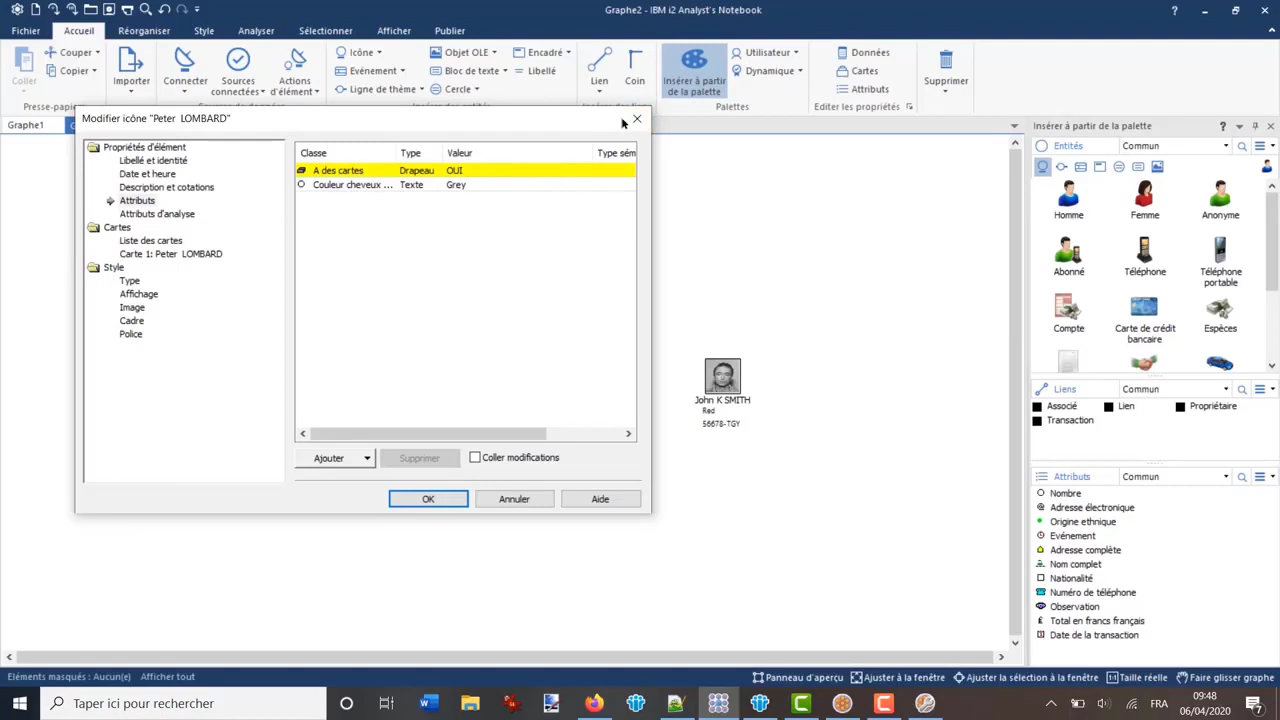 Graphe2 - IBM i2 Analyst's Notebook
Fichier Accueil Réorganiser Style Analyser Sélectionner Afficher Publier
Coller
Couper
Copier
Importer
Connecter
Sources connectées
Actions d'élément
Icône
Evénement
Ligne de thème
Objet OLE
Bloc de texte
Cercle
Encadré
Libellé
Lien
Coin
Insérer à partir de la palette
Utilisateur
Dynamique
Données
Cartes
Attributs
Supprimer
Presse-papie
Palettes
Editer les propriétés
Graphe1
Modifier icône "Peter LOMBARD"
Propriétés d'élément
Libellé et identité
Date et heure
Description et cotations
Attributs
Attributs d'analyse
Cartes
Liste des cartes
Carte 1: Peter LOMBARD
Style
Type
Affichage
Image
Cadre
Police
Classe Type Valeur Type sém
A des cartes Drapeau OUI
Couleur cheveux ... Texte Grey
Ajouter Supprimer Coller modifications
OK Annuler Aide
John K SMITH
Red
56678-TGY
Insérer à partir de la palette
Entités Commun
Homme Femme Anonyme
Abonné Téléphone Téléphone portable
Compte Carte de crédit bancaire Espèces
Liens Commun
Associé Lien Propriétaire
Transaction
Attributs Commun
Nombre
Adresse électronique
Origine ethnique
Evénement
Adresse complète
Nom complet
Nationalité
Numéro de téléphone
Observation
Total en francs français
Date de la transaction
Eléments masqués : Aucun(e) Afficher tout
Panneau d'aperçu Ajuster à la fenêtre Ajuster la sélection à la fenêtre Taille réelle Faire glisser graphe
Taper ici pour rechercher
FRA
09:48
06/04/2020